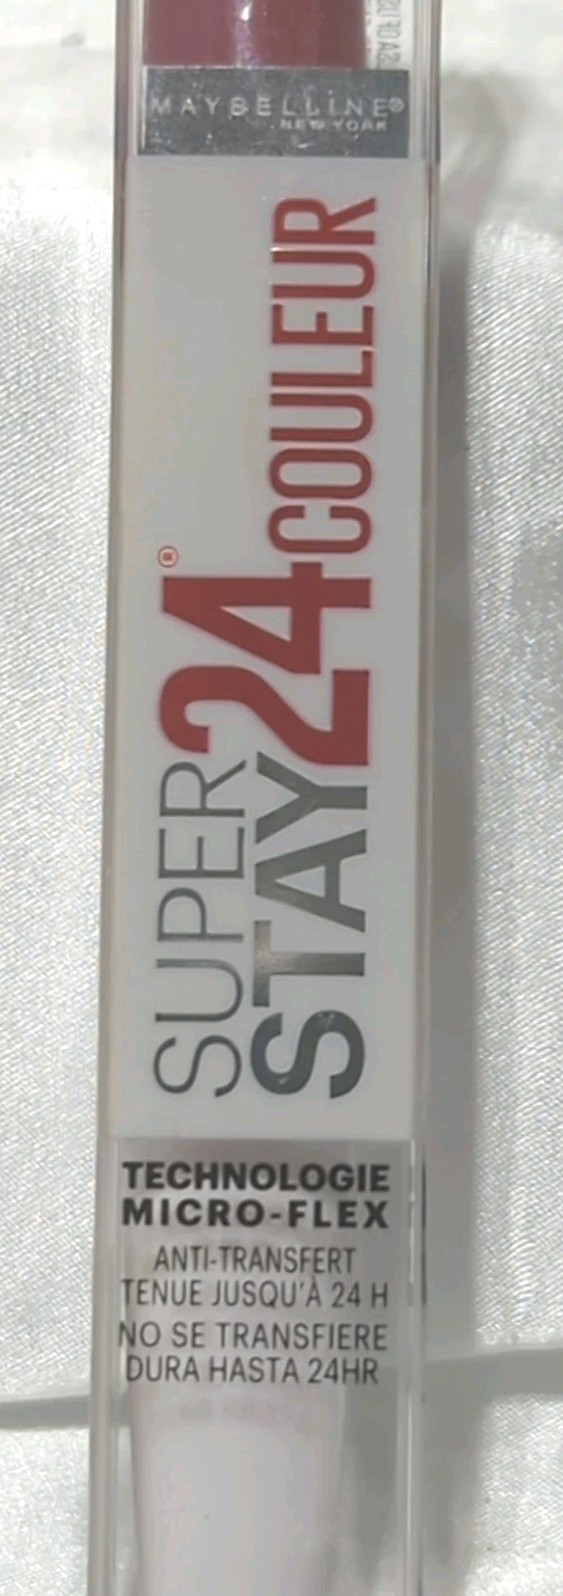 MAYBELLINE®
NEW YORK
SUPER
STAY24COULEUR
®
TECHNOLOGIE
MICRO-FLEX
ANTI-TRANSFERT
TENUE JUSQU'À 24 H
NO SE TRANSFIERE
DURA HASTA 24HR